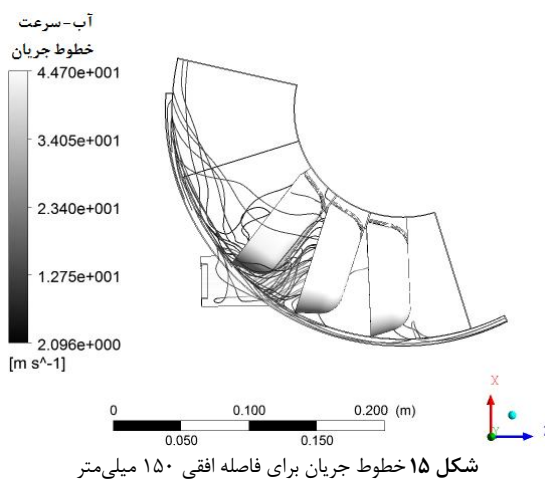 آب-سرعت
خطوط جریان
4.470e+001
3.405e+001
2.340e+001
1.275e+001
2.096e+000
[m s^-1]
0 0.100 0.200 (m)
0.050 0.150
X
Y
شکل ۱۵ خطوط جریان برای فاصله افقی ۱۵۰ میلی‌متر